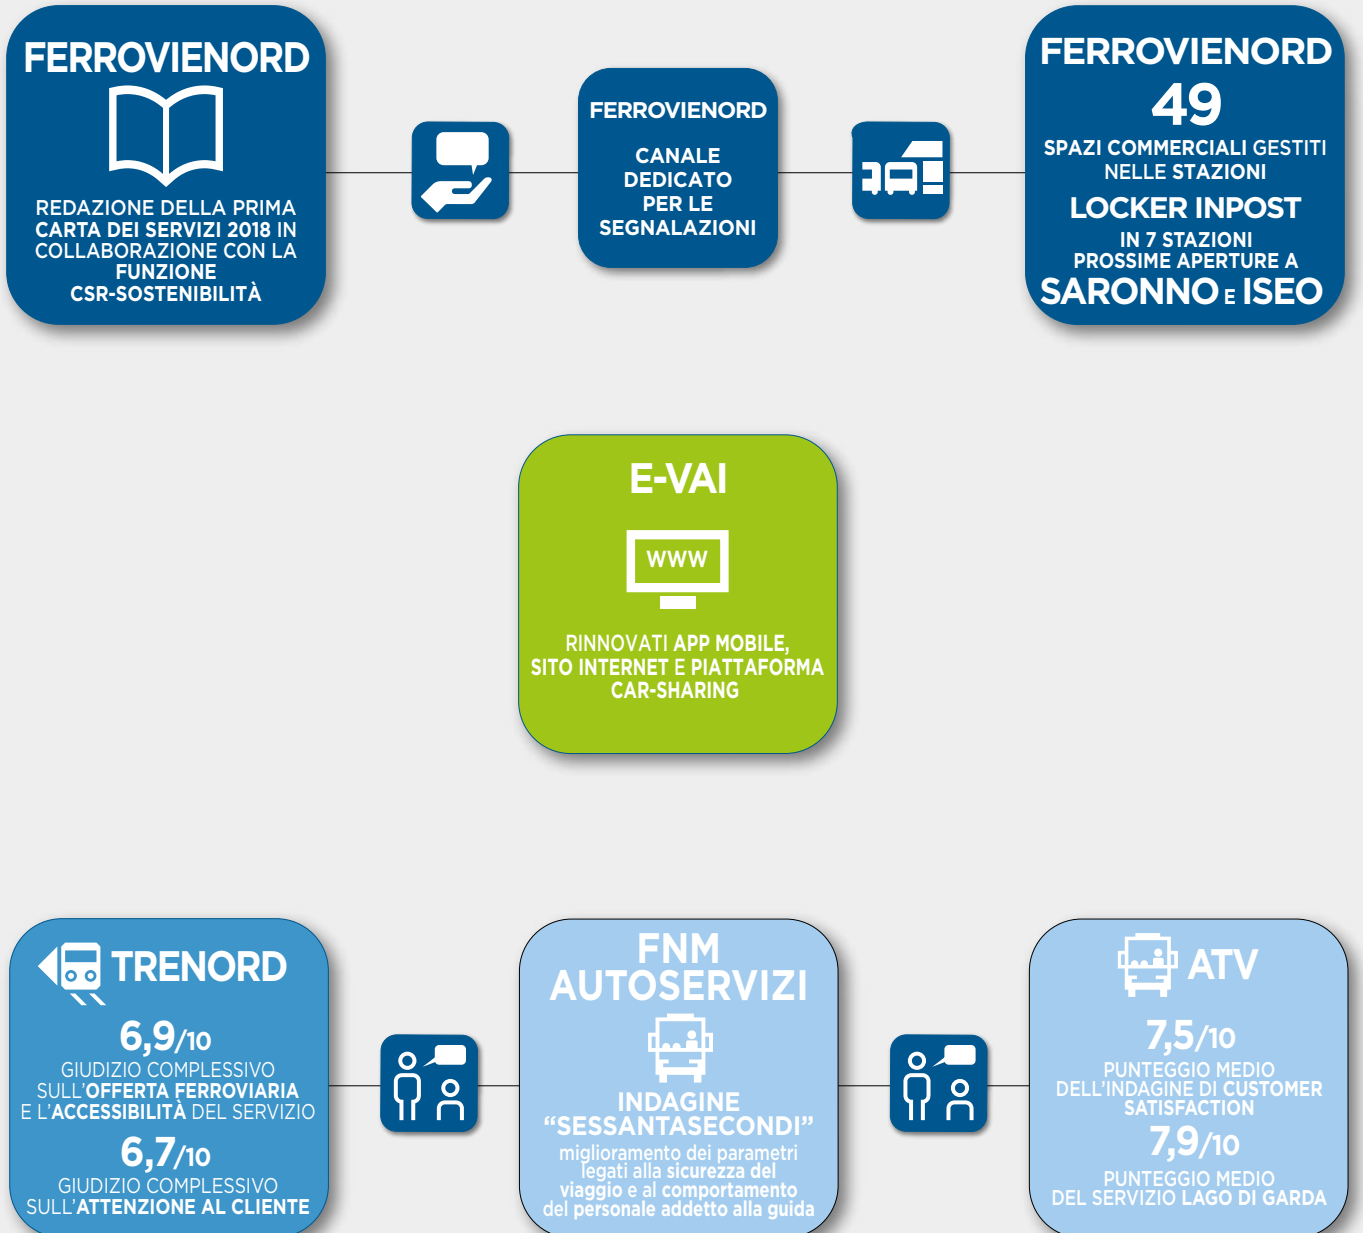 FERROVIENORD
REDAZIONE DELLA PRIMA
CARTA DEI SERVIZI 2018 IN
COLLABORAZIONE CON LA
FUNZIONE
CSR-SOSTENIBILITÀ
FERROVIENORD
CANALE
DEDICATO
PER LE
SEGNALAZIONI
FERROVIENORD
49
SPAZI COMMERCIALI GESTITI
NELLE STAZIONI
LOCKER INPOST
IN 7 STAZIONI
PROSSIME APERTURE A
SARONNO E ISEO
E-VAI
WWW
RINNOVATI APP MOBILE,
SITO INTERNET E PIATTAFORMA
CAR-SHARING
TRENORD
6,9/10
GIUDIZIO COMPLESSIVO
SULL'OFFERTA FERROVIARIA
E L'ACCESSIBILITÀ DEL SERVIZIO
6,7/10
GIUDIZIO COMPLESSIVO
SULL'ATTENZIONE AL CLIENTE
FNM
AUTOSERVIZI
INDAGINE
“SESSANTASECONDI”
miglioramento dei parametri
legati alla sicurezza del
viaggio e al comportamento
del personale addetto alla guida
ATV
7,5/10
PUNTEGGIO MEDIO
DELL'INDAGINE DI CUSTOMER
SATISFACTION
7,9/10
PUNTEGGIO MEDIO
DEL SERVIZIO LAGO DI GARDA